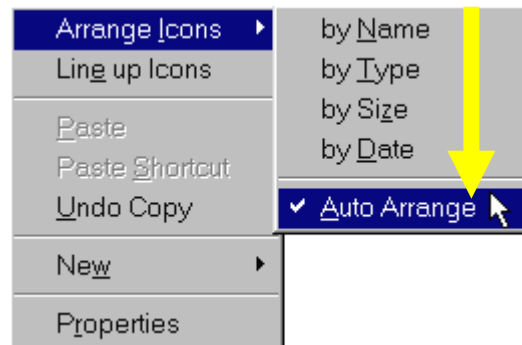 Arrange Icons
Line up Icons
Paste
Paste Shortcut
Undo Copy
New
Properties
by Name
by Type
by Size
by Date
Auto Arrange